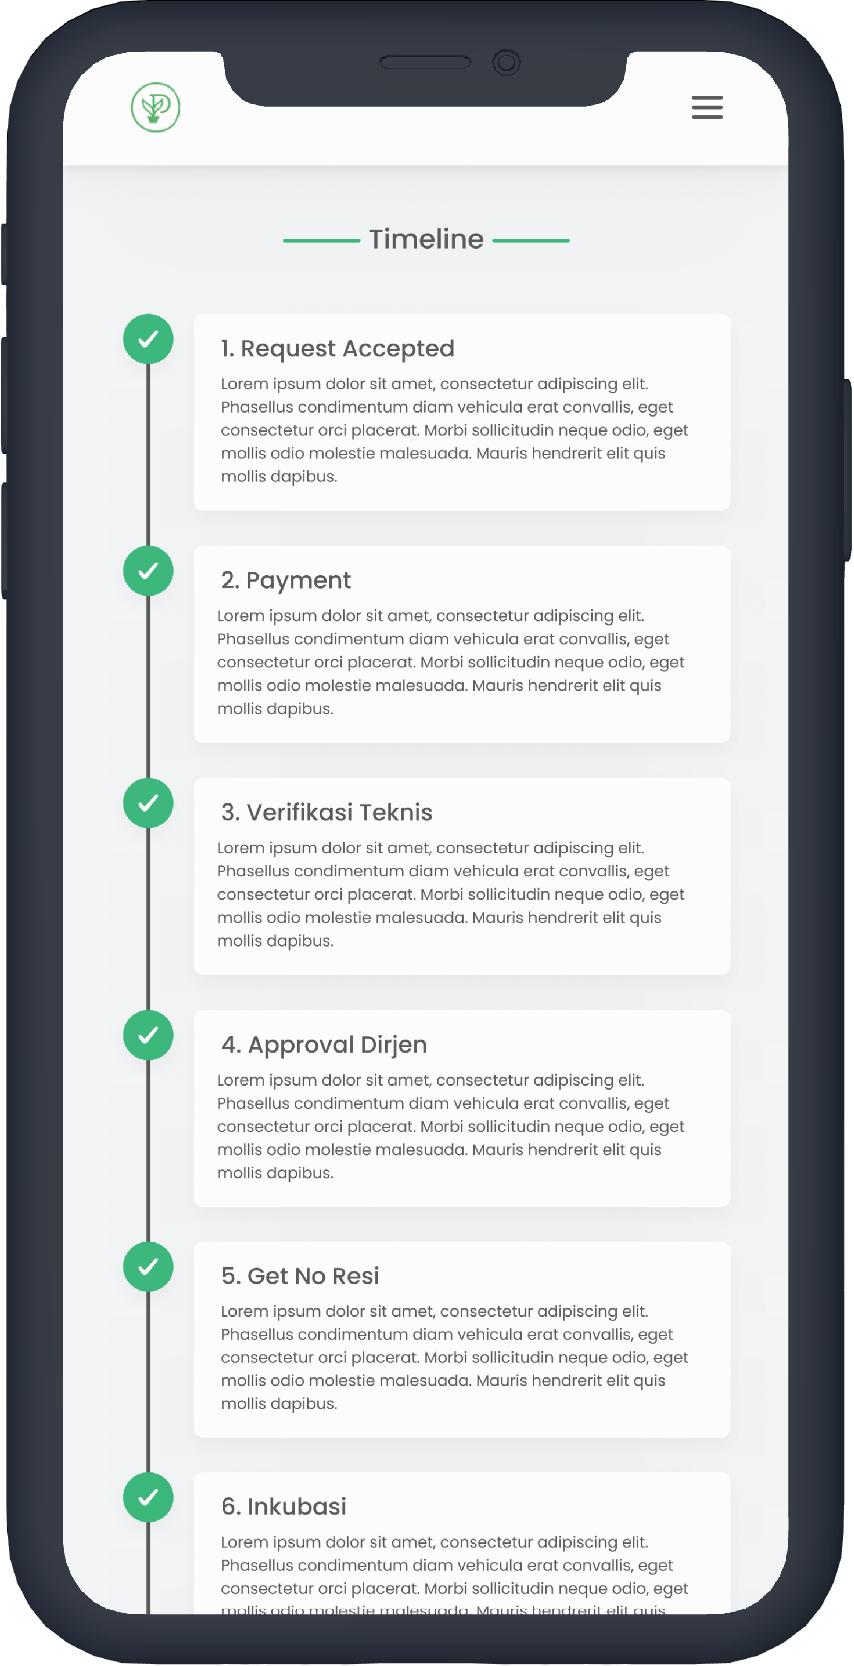 Timeline
1. Request Accepted
Lorem ipsum dolor sit amet, consectetur adipiscing elit.
Phasellus condimentum diam vehicula erat convallis, eget
consectetur orci placerat. Morbi sollicitudin neque odio, eget
mollis odio molestie malesuada. Mauris hendrerit elit quis
mollis dapibus.
2. Payment
Lorem ipsum dolor sit amet, consectetur adipiscing elit.
Phasellus condimentum diam vehicula erat convallis, eget
consectetur orci placerat. Morbi sollicitudin neque odio, eget
mollis odio molestie malesuada. Mauris hendrerit elit quis
mollis dapibus.
3. Verifikasi Teknis
Lorem ipsum dolor sit amet, consectetur adipiscing elit.
Phasellus condimentum diam vehicula erat convallis, eget
consectetur orci placerat. Morbi sollicitudin neque odio, eget
mollis odio molestie malesuada. Mauris hendrerit elit quis
mollis dapibus.
4. Approval Dirjen
Lorem ipsum dolor sit amet, consectetur adipiscing elit.
Phasellus condimentum diam vehicula erat convallis, eget
consectetur orci placerat. Morbi sollicitudin neque odio, eget
mollis odio molestie malesuada. Mauris hendrerit elit quis
mollis dapibus.
5. Get No Resi
Lorem ipsum dolor sit amet, consectetur adipiscing elit.
Phasellus condimentum diam vehicula erat convallis, eget
consectetur orci placerat. Morbi sollicitudin neque odio, eget
mollis odio molestie malesuada. Mauris hendrerit elit quis
mollis dapibus.
6. Inkubasi
Lorem ipsum dolor sit amet, consectetur adipiscing elit.
Phasellus condimentum diam vehicula erat convallis, eget
consectetur orci placerat. Morbi sollicitudin neque odio, eget
mollis odio molestie malesuada. Mauris hendrerit elit quis